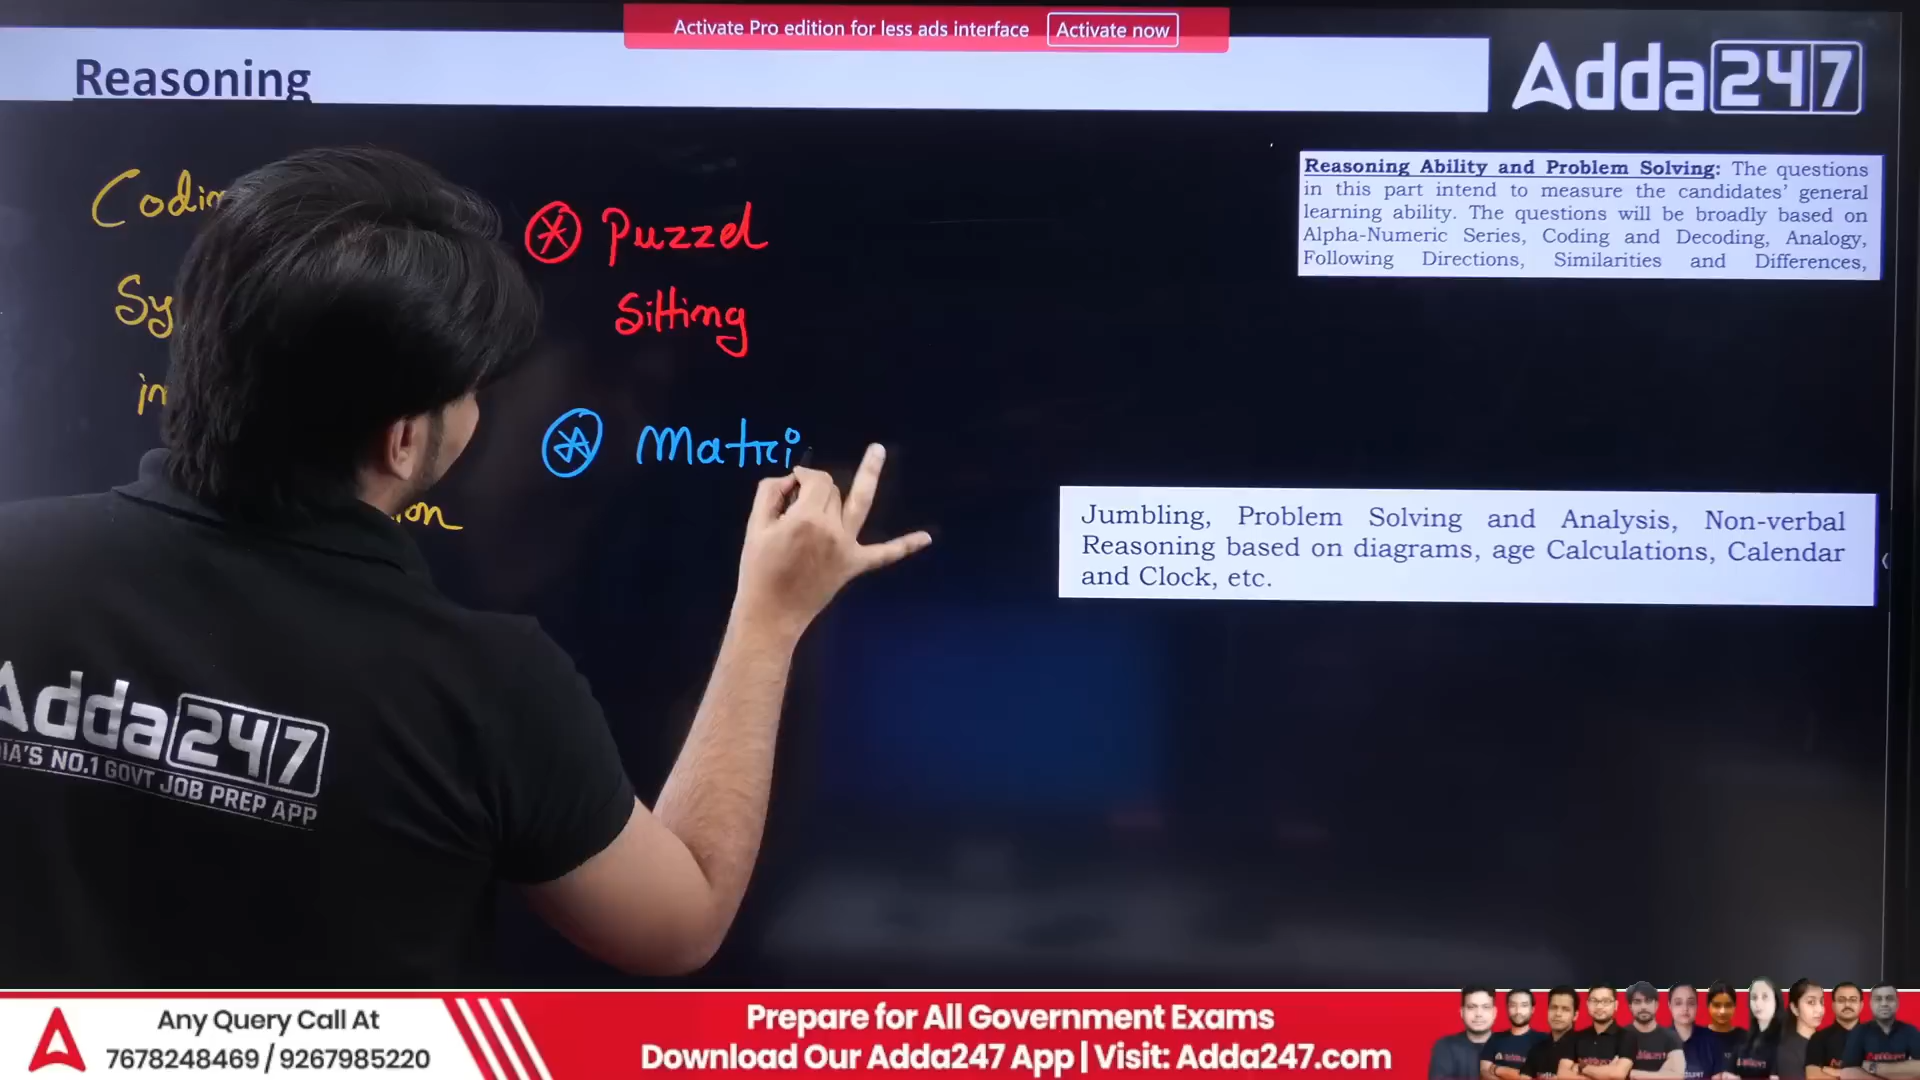 Activate Pro edition for less ads interface Activate now
Reasoning
Adda247
Reasoning Ability and Problem Solving: The questions
in this part intend to measure the candidates' general
learning ability. The questions will be broadly based on
Alpha-Numeric Series, Coding and Decoding, Analogy,
Following Directions, Similarities and Differences,
Puzzel
Sitting
Matri
Jumbling, Problem Solving and Analysis, Non-verbal
Reasoning based on diagrams, age Calculations, Calendar
and Clock, etc.
Adda247
IA'S NO.1 GOVT JOB PREP APP
Any Query Call At
7678248469 / 9267985220
Prepare for All Government Exams
Download Our Adda247 App | Visit: Adda247.com